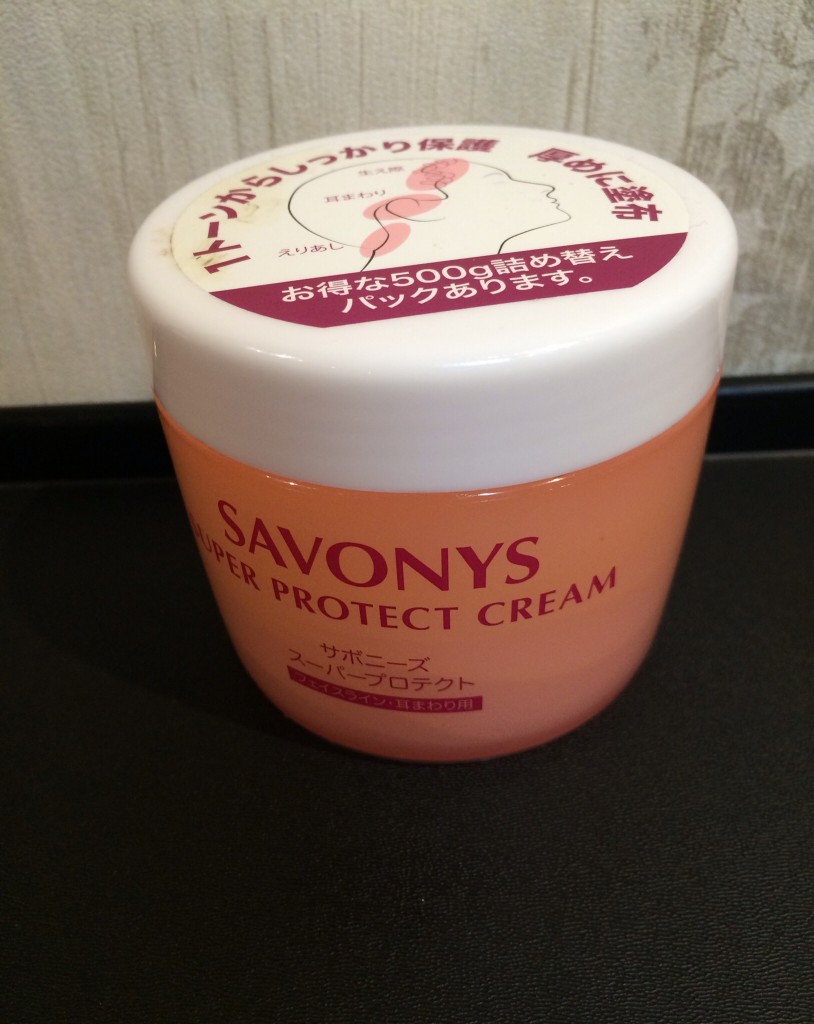 1トーンからしっかり保護 厚めに塗布
生え際
耳まわり
えりあし
お得な500g詰め替え
パックあります。
SAVONYS
SUPER PROTECT CREAM
サボニーズ
スーパープロテクト
フェイスライン・耳まわり用